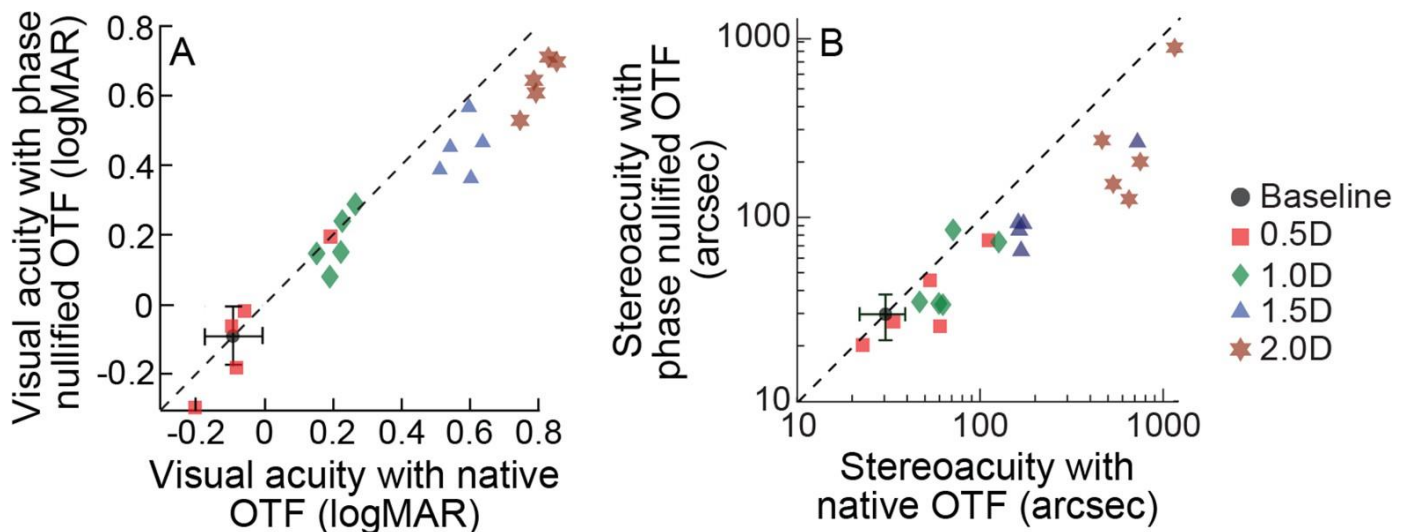 Visual acuity with phase
nullified OTF (logMAR)
A
0.8
0.6
0.4
0.2
0
-0.2
-0.2 0 0.2 0.4 0.6 0.8
Visual acuity with native
OTF (logMAR)
Stereoacuity with
phase nullified OTF
(arcsec)
B
1000
100
10
10 100 1000
Stereoacuity with
native OTF (arcsec)
Baseline
0.5D
1.0D
1.5D
2.0D